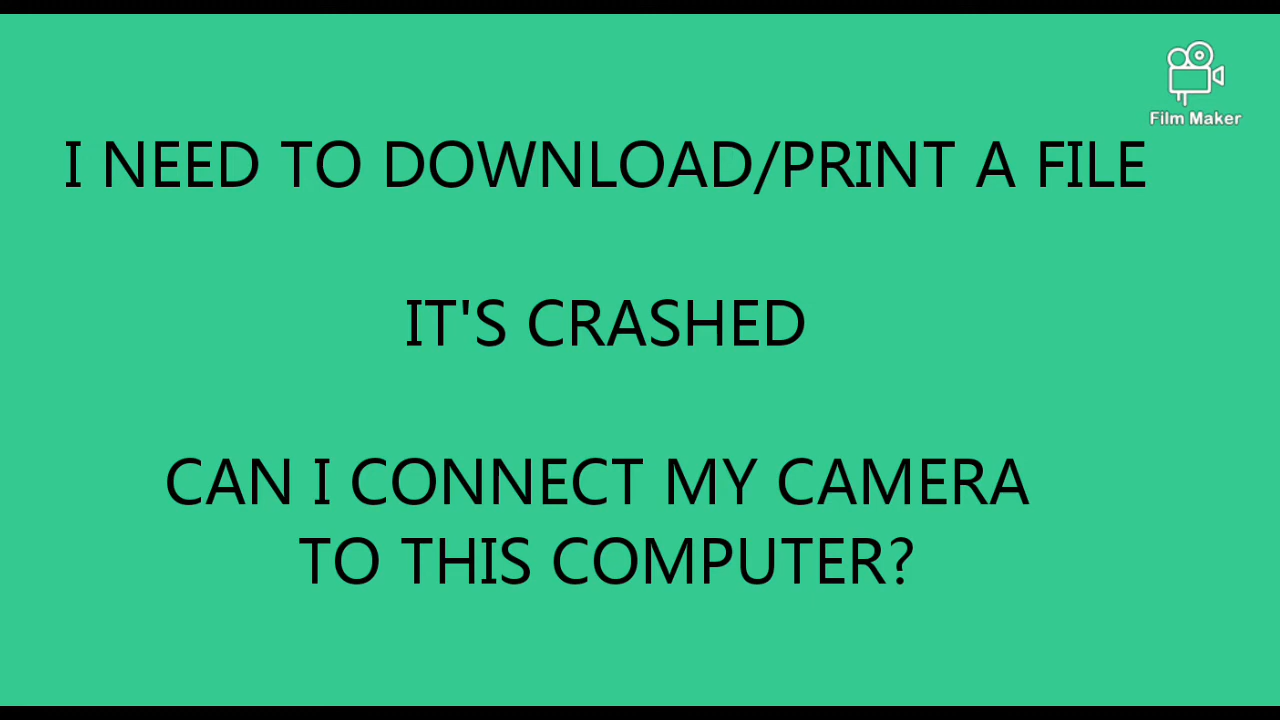 Film Maker
I NEED TO DOWNLOAD/PRINT A FILE
IT'S CRASHED
CAN I CONNECT MY CAMERA
TO THIS COMPUTER?